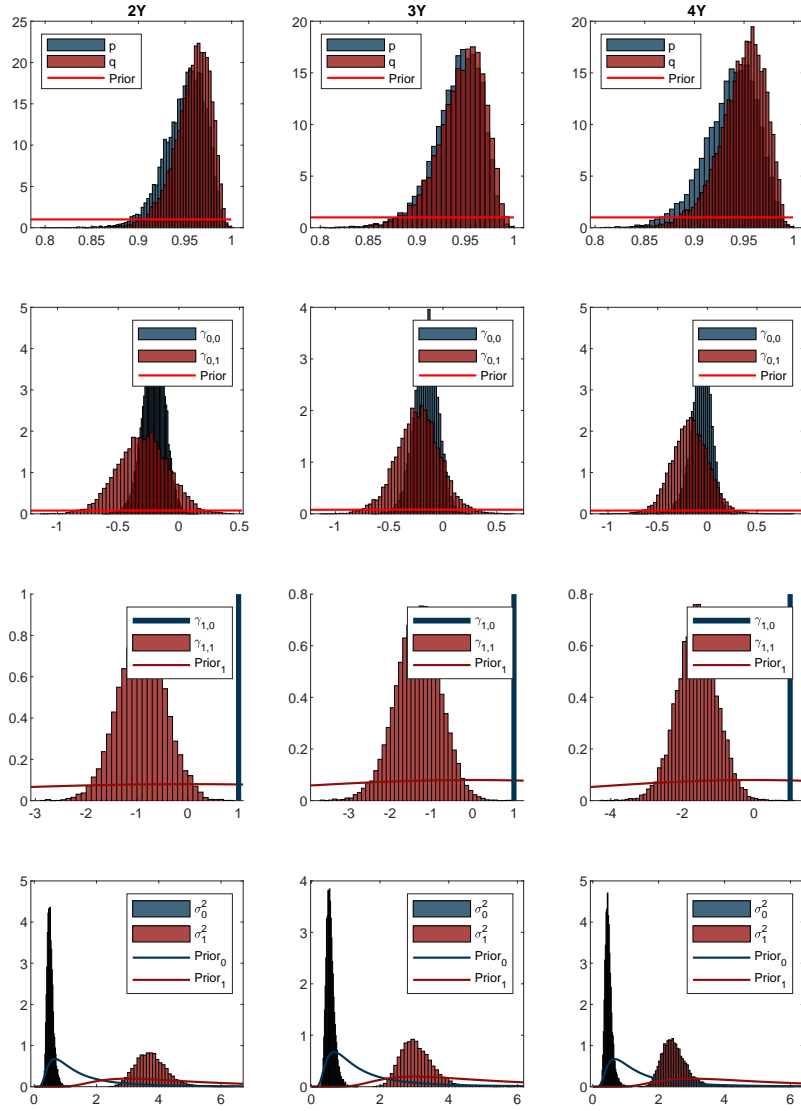 2Y 3Y 4Y
25 20 15 10 5 0
0.8 0.85 0.9 0.95 1
p
q
Prior
20 15 10 5 0
0.8 0.85 0.9 0.95 1
p
q
Prior
20 15 10 5 0
0.8 0.85 0.9 0.95 1
p
q
Prior
5 4 3 2 1 0
-1 -0.5 0 0.5
γ0,0
γ0,1
Prior
4 3 2 1 0
-1 -0.5 0 0.5
γ0,0
γ0,1
Prior
5 4 3 2 1 0
-1 -0.5 0 0.5
γ0,0
γ0,1
Prior
1 0.8 0.6 0.4 0.2 0
-3 -2 -1 0 1
γ1,0
γ1,1
Prior1
0.8 0.6 0.4 0.2 0
-3 -2 -1 0 1
γ1,0
γ1,1
Prior1
0.8 0.6 0.4 0.2 0
-4 -2 0
γ1,0
γ1,1
Prior1
5 4 3 2 1 0
0 2 4 6
σ²0
σ²1
Prior0
Prior1
4 3 2 1 0
0 2 4 6
σ²0
σ²1
Prior0
Prior1
5 4 3 2 1 0
0 2 4 6
σ²0
σ²1
Prior0
Prior1